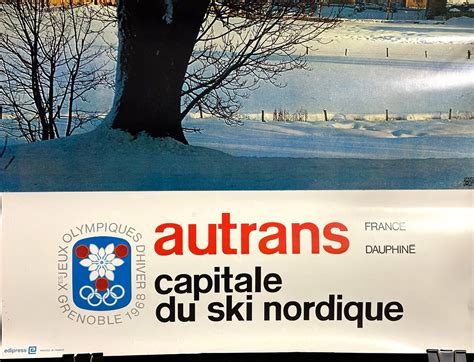 autrans
FRANCE
DAUPHINÉ
capitale
du ski nordique
Xes JEUX OLYMPIQUES D'HIVER
GRENOBLE 1968
edipress